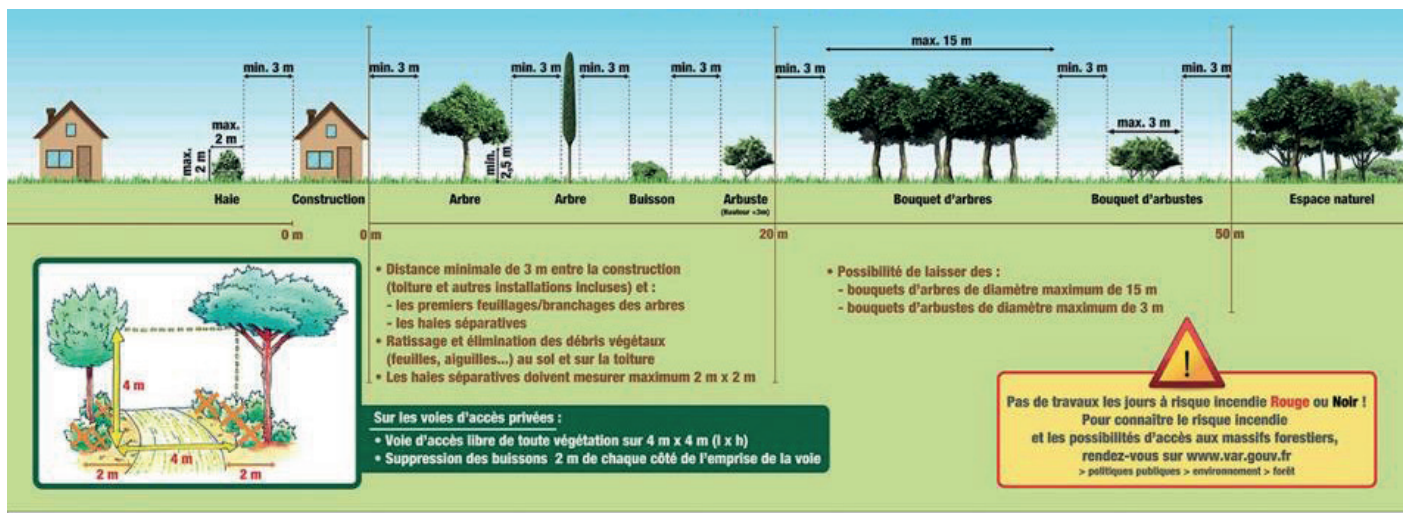 max. 15 m
min. 3 m
min. 3 m
min. 3 m
min. 3 m
min. 3 m
min. 3 m
min. 3 m
min. 3 m
max.
2 m
max.
2 m
min.
2,5 m
max. 3 m
Haie
Construction
Arbre
Arbre
Buisson
Arbuste
(Hauteur <3m)
Bouquet d'arbres
Bouquet d'arbustes
Espace naturel
0 m
0 m
20 m
50 m
• Distance minimale de 3 m entre la construction
(toiture et autres installations incluses) et :
- les premiers feuillages/branchages des arbres
- les haies séparatives
• Ratissage et élimination des débris végétaux
(feuilles, aiguilles...) au sol et sur la toiture
• Les haies séparatives doivent mesurer maximum 2 m x 2 m
• Possibilité de laisser des :
- bouquets d'arbres de diamètre maximum de 15 m
- bouquets d'arbustes de diamètre maximum de 3 m
4 m
4 m
2 m
2 m
Sur les voies d'accès privées :
• Voie d'accès libre de toute végétation sur 4 m x 4 m (l x h)
• Suppression des buissons 2 m de chaque côté de l'emprise de la voie
!
Pas de travaux les jours à risque incendie Rouge ou Noir !
Pour connaître le risque incendie
et les possibilités d'accès aux massifs forestiers,
rendez-vous sur www.var.gouv.fr
> politiques publiques > environnement > forêt